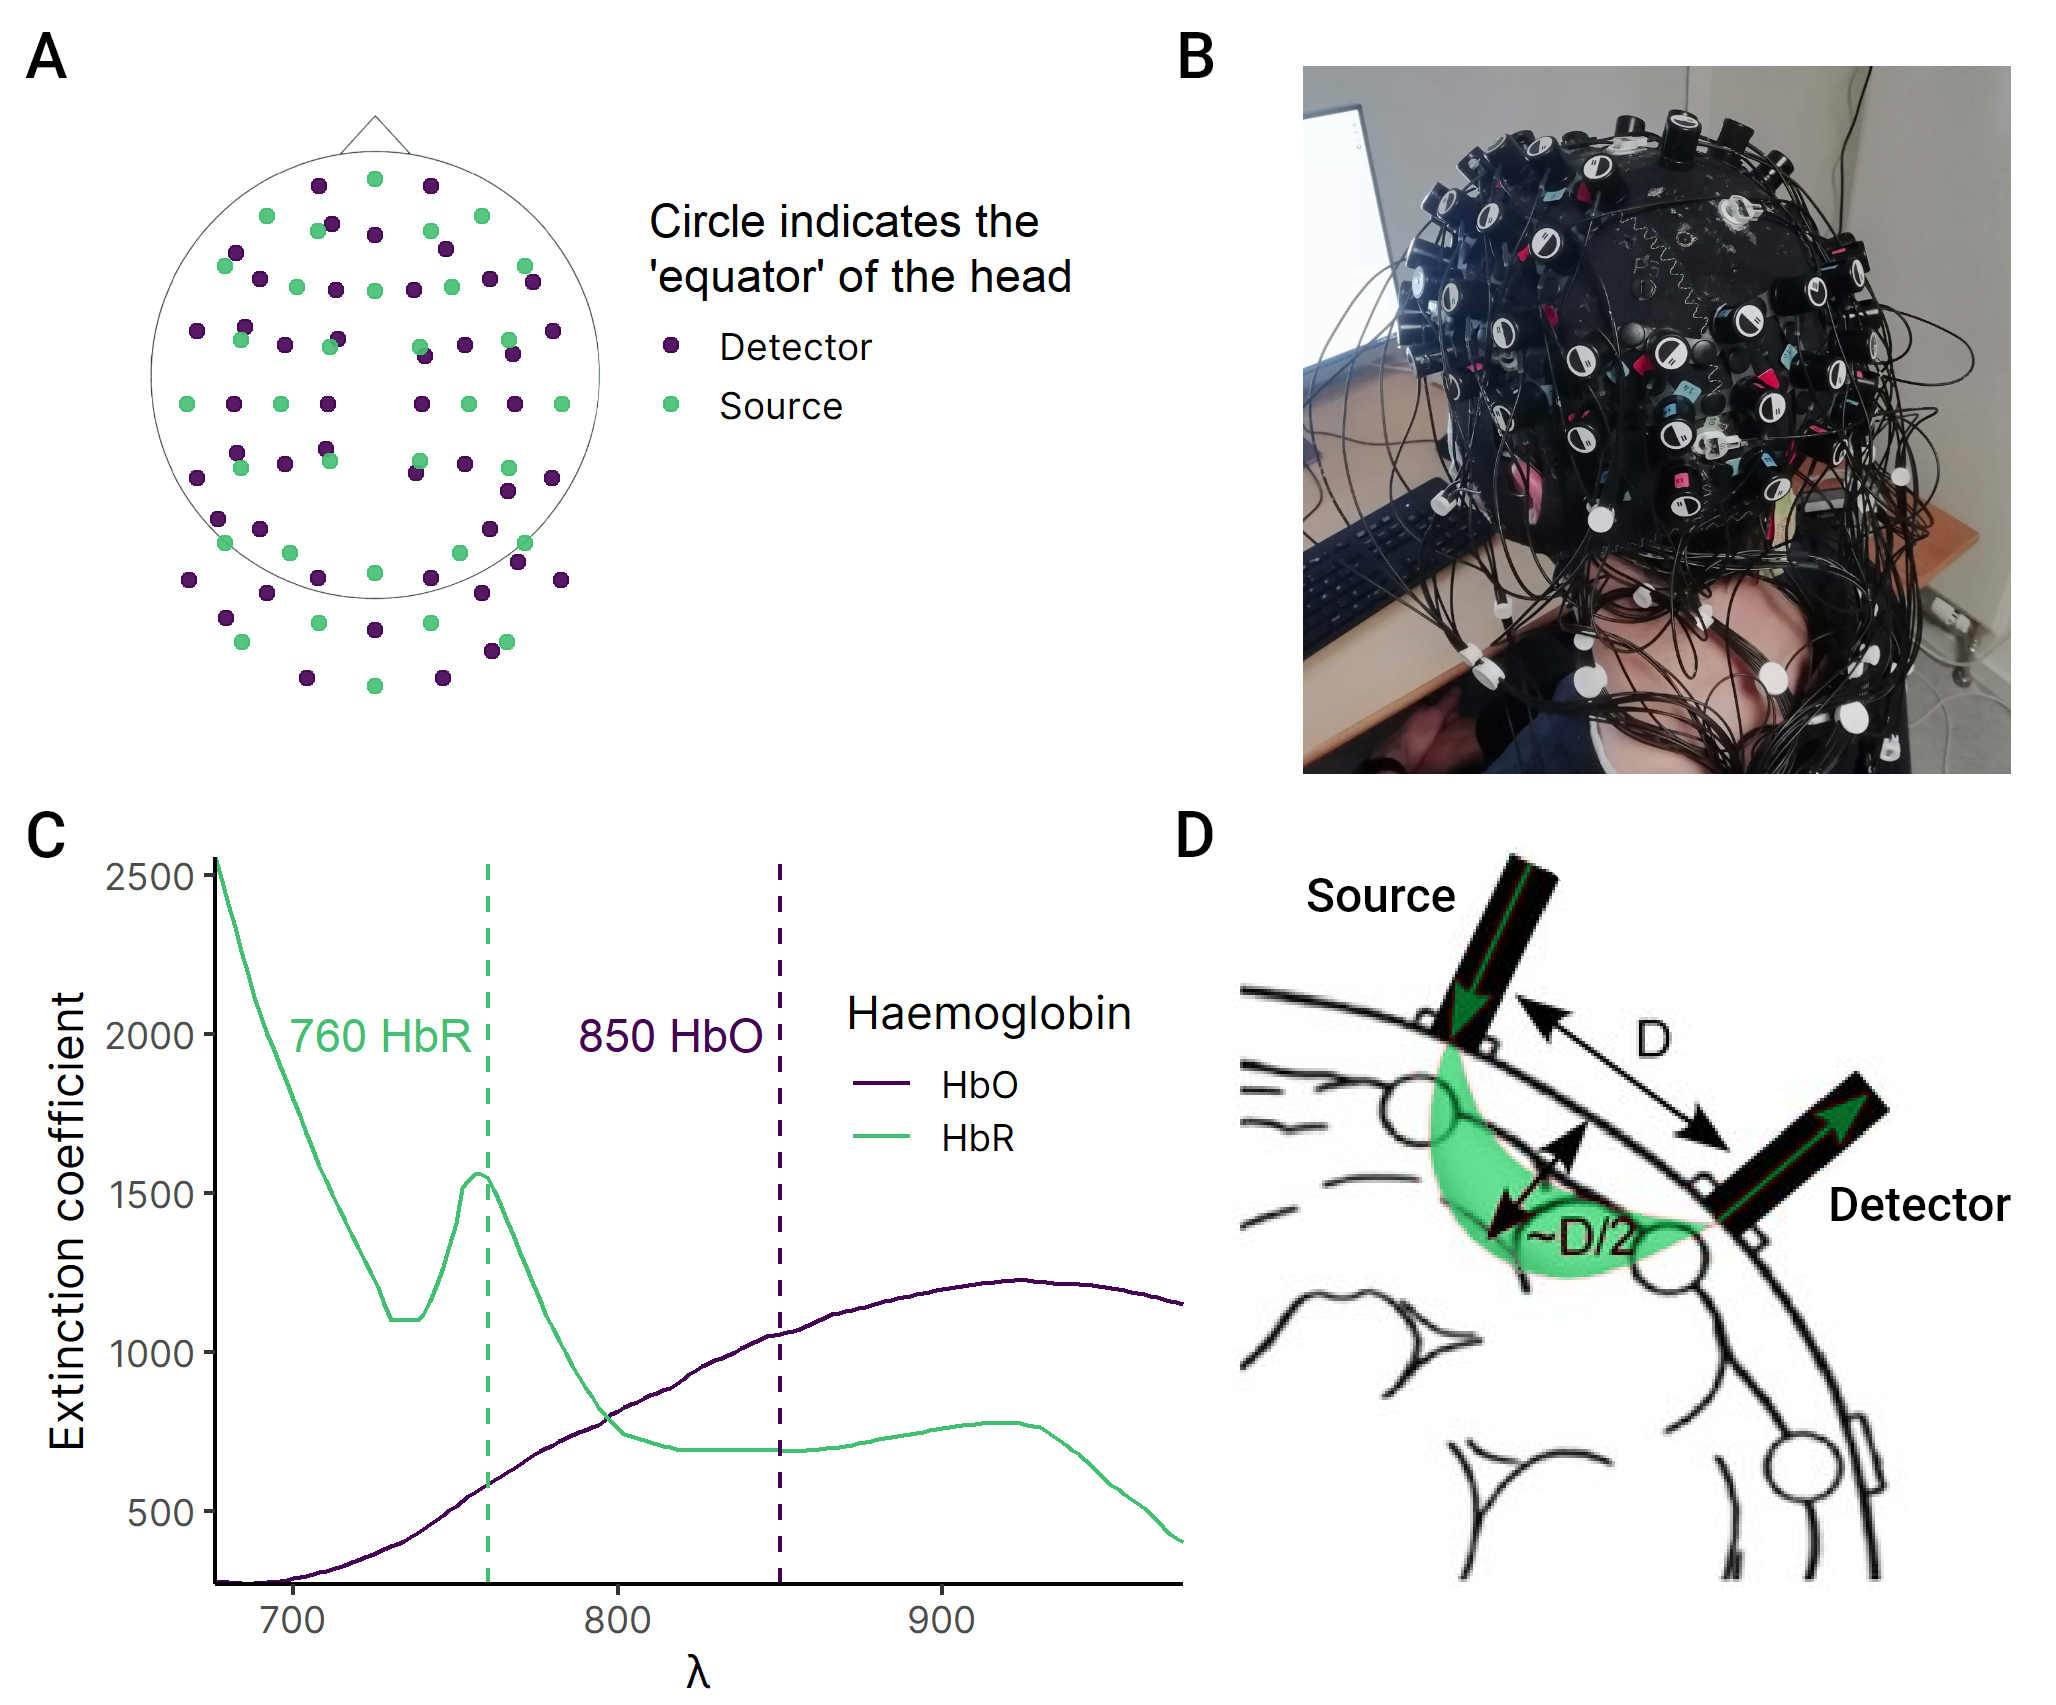 A
Circle indicates the
'equator' of the head
Detector
Source
B
C
2500
2000
1500
1000
500
Extinction coefficient
760 HbR
850 HbO
Haemoglobin
HbO
HbR
700
800
900
λ
D
Source
D
~D/2
Detector